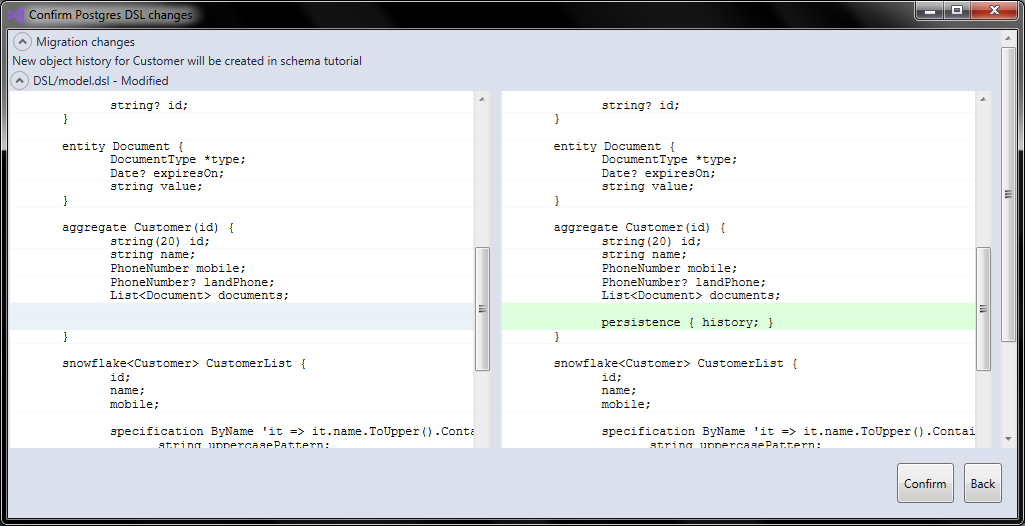 Confirm Postgres DSL changes
Migration changes
New object history for Customer will be created in schema tutorial
DSL/model.dsl - Modified
string? id;
}
entity Document {
DocumentType *type;
Date? expiresOn;
string value;
}
aggregate Customer(id) {
string(20) id;
string name;
PhoneNumber mobile;
PhoneNumber? landPhone;
List<Document> documents;
}
snowflake<Customer> CustomerList {
id;
name;
mobile;
specification ByName 'it => it.name.ToUpper().Conta
string uppercasePattern;
string? id;
}
entity Document {
DocumentType *type;
Date? expiresOn;
string value;
}
aggregate Customer(id) {
string(20) id;
string name;
PhoneNumber mobile;
PhoneNumber? landPhone;
List<Document> documents;
persistence { history; }
}
snowflake<Customer> CustomerList {
id;
name;
mobile;
specification ByName 'it => it.name.ToUpper().Contai
string uppercasePattern;
Confirm
Back